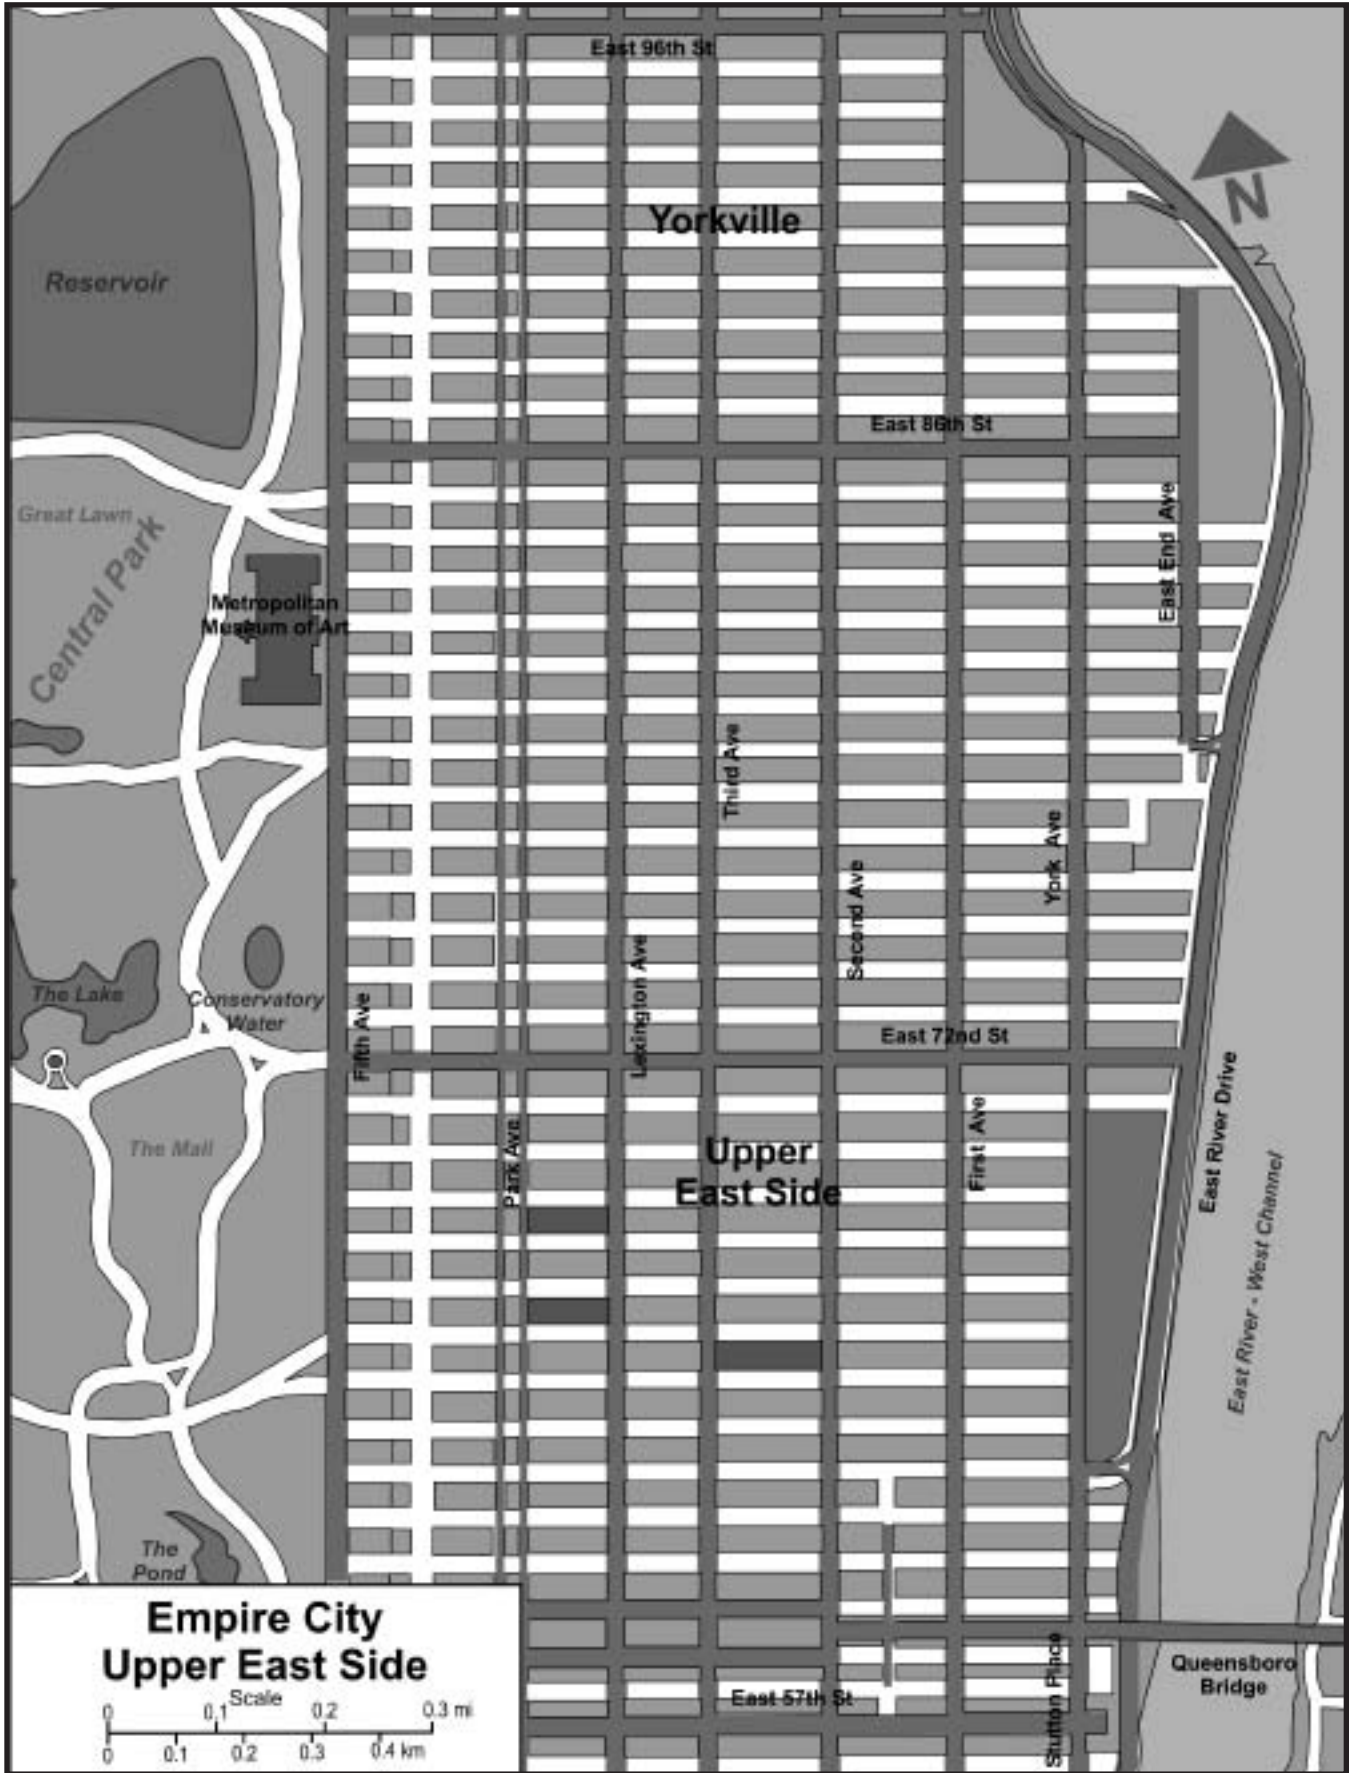 East 96th St
Yorkville
N
Reservoir
East 86th St
Great Lawn
Central Park
East End Ave
Metropolitan
Museum of Art
Third Ave
York Ave
Second Ave
Lexington Ave
The Lake
Conservatory
Water
Fifth Ave
East 72nd St
East River Drive
First Ave
Park Ave
The Mall
Upper
East Side
East River - West Channel
The
Pond
Empire City
Upper East Side
Scale
0 0.1 0.2 0.3 mi
0 0.1 0.2 0.3 0.4 km
East 57th St
Stutton Place
Queensboro
Bridge